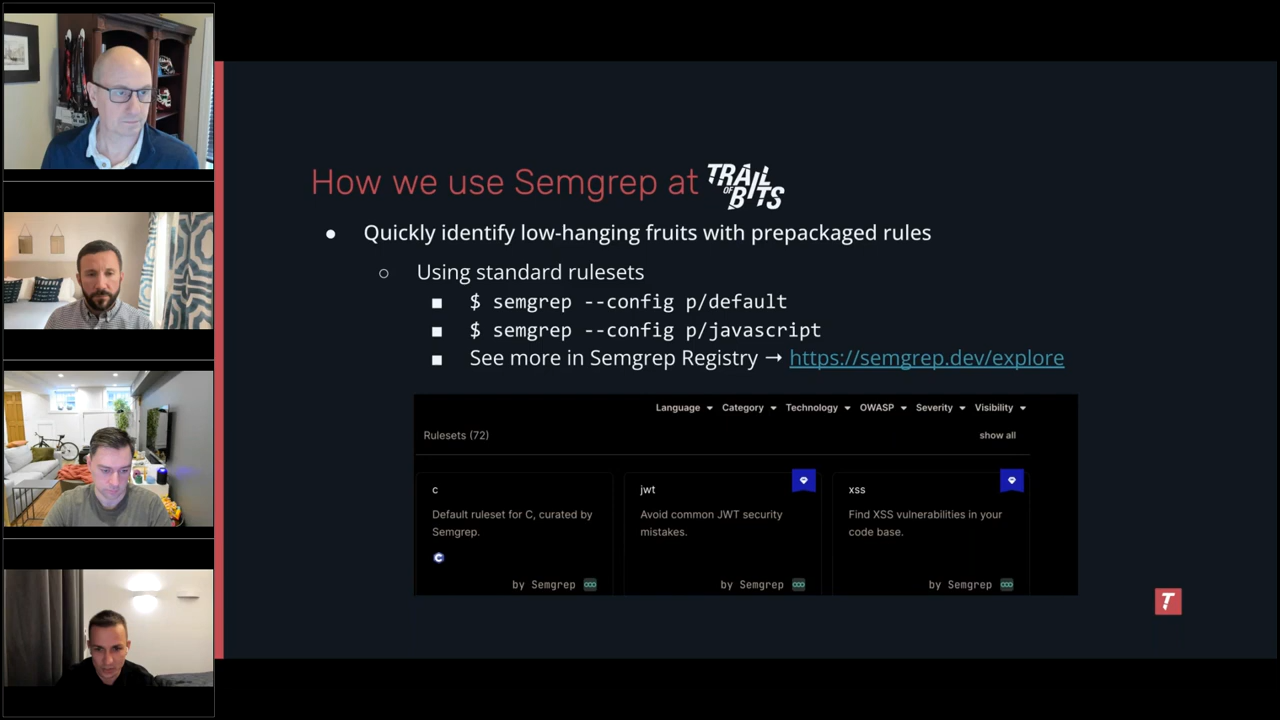 How we use Semgrep at TRAIL OF BITS
● Quickly identify low-hanging fruits with prepackaged rules
○ Using standard rulesets
■ $ semgrep --config p/default
■ $ semgrep --config p/javascript
■ See more in Semgrep Registry → https://semgrep.dev/explore
Language Category Technology OWASP Severity Visibility
Rulesets (72) show all
c
Default ruleset for C, curated by
Semgrep.
C
by Semgrep
jwt
Avoid common JWT security
mistakes.
by Semgrep
xss
Find XSS vulnerabilities in your
code base.
by Semgrep
T